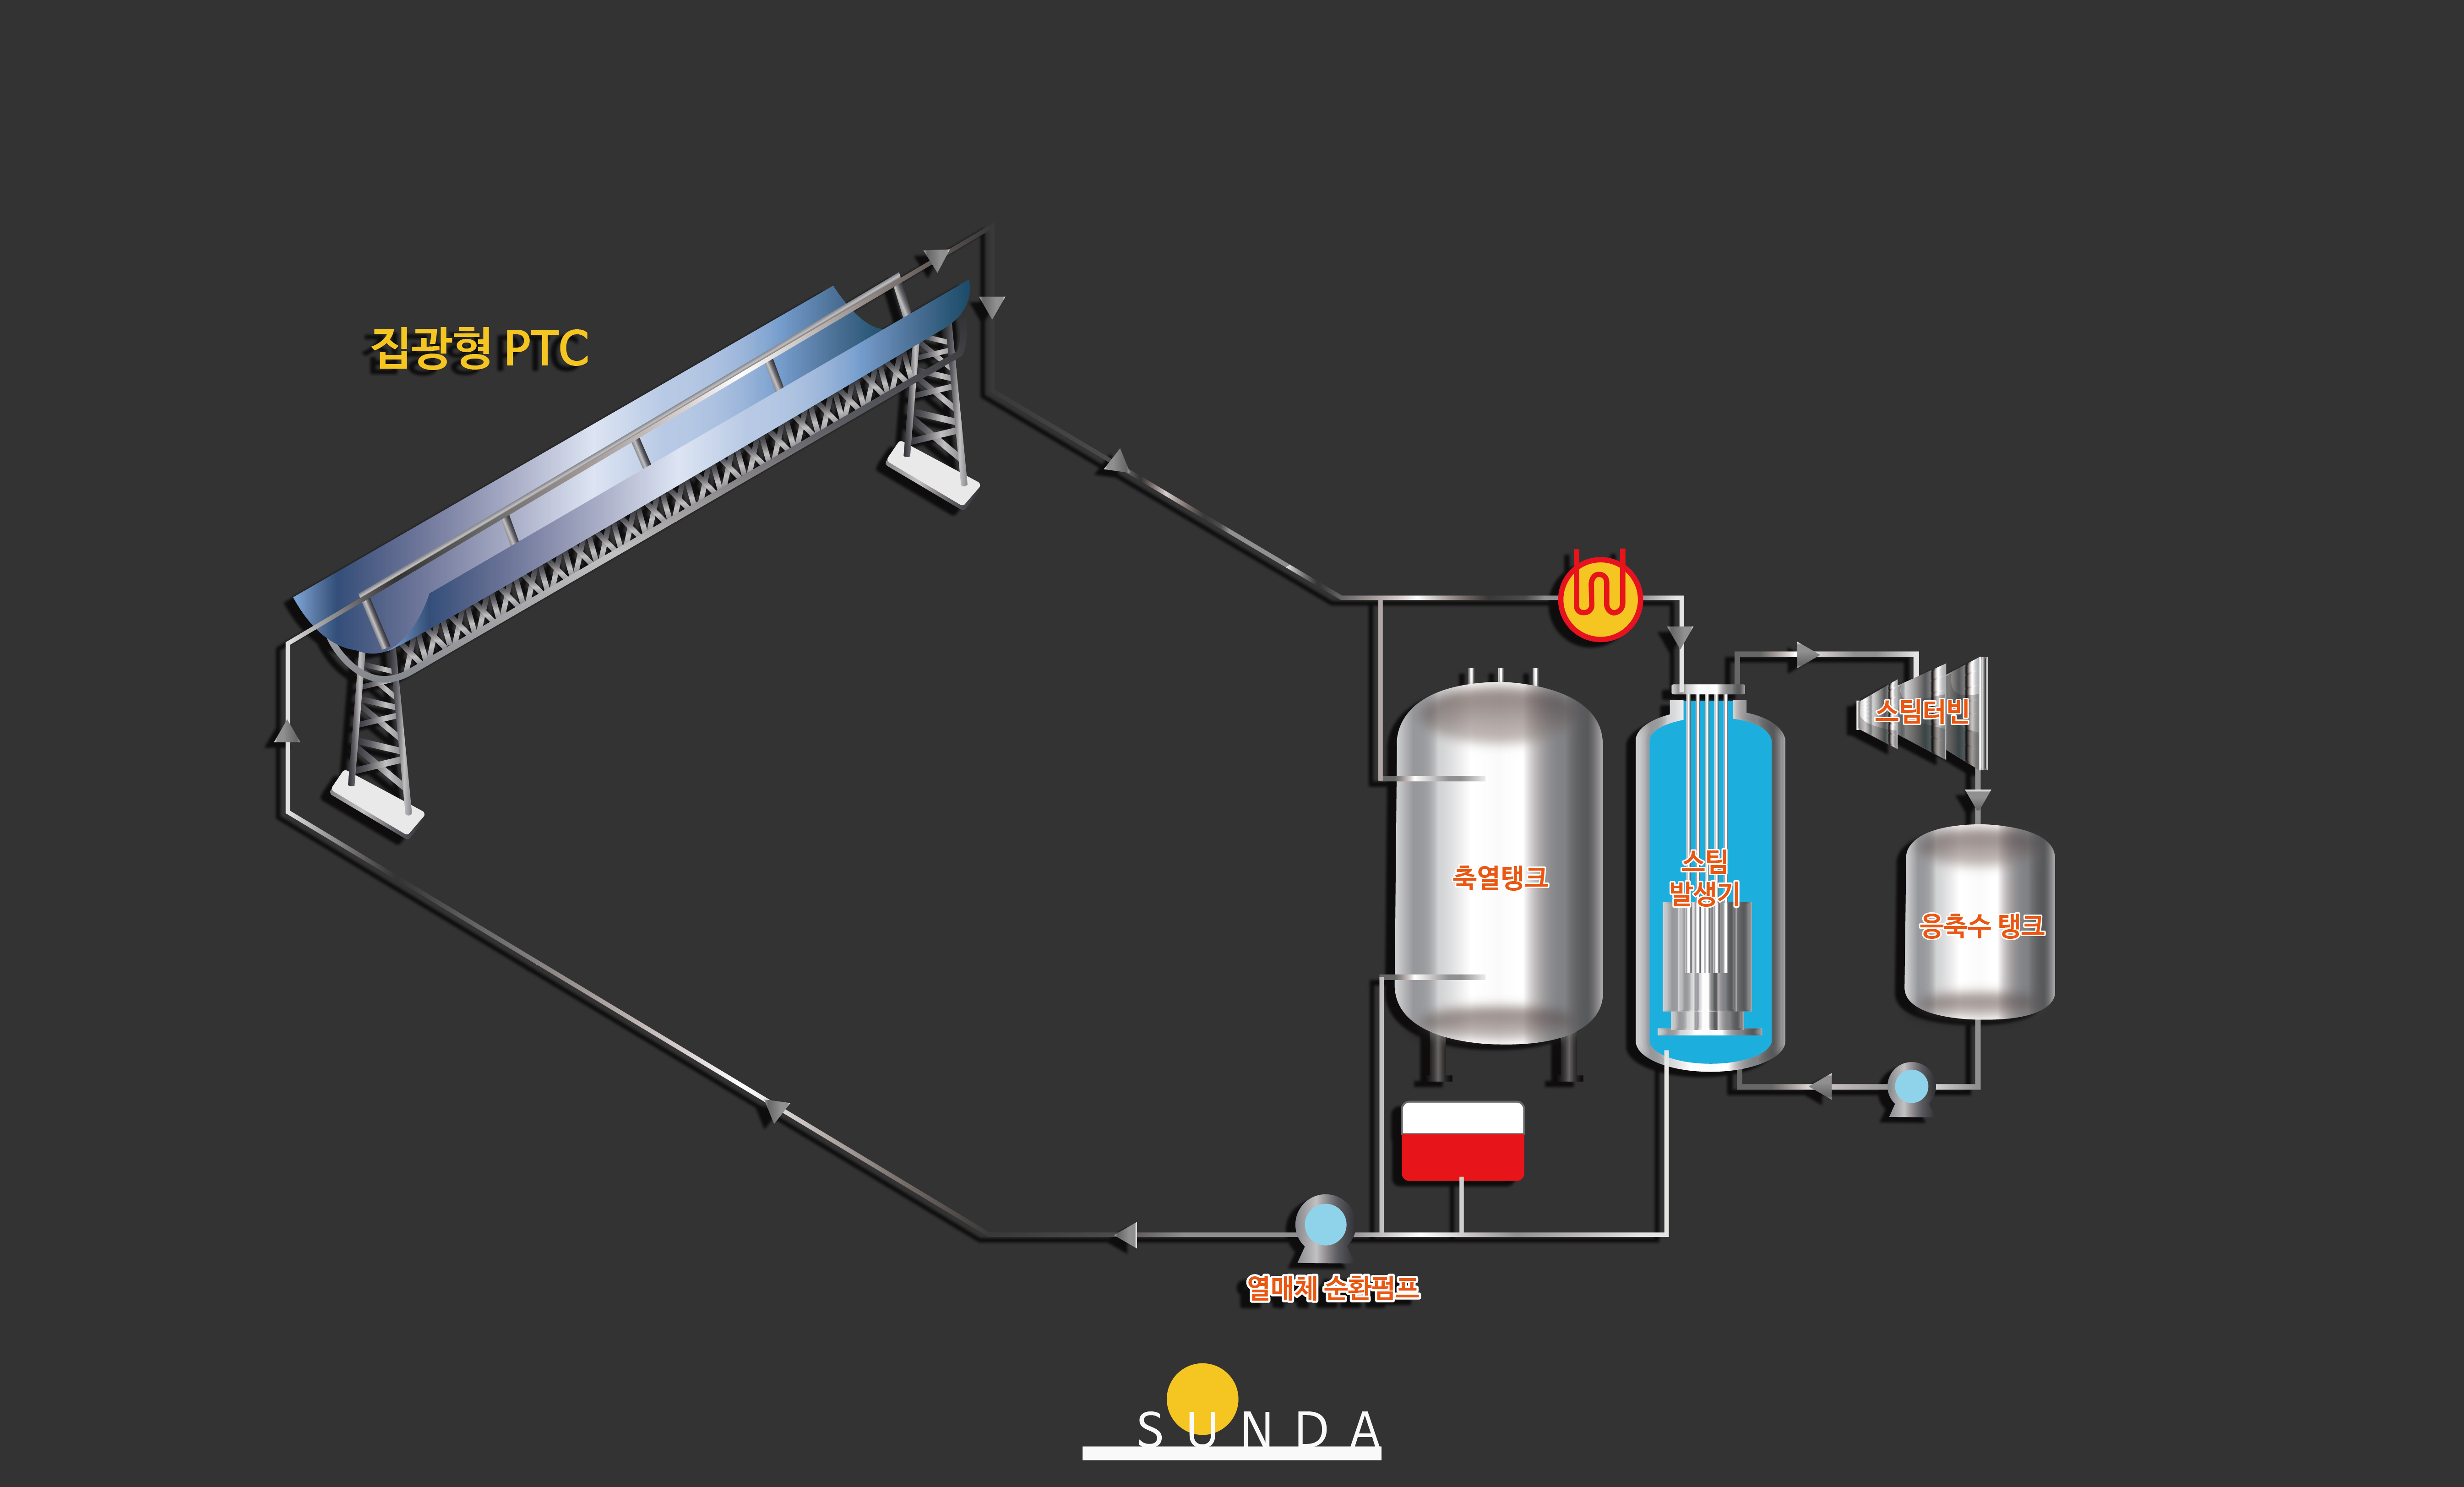 집광형 PTC
스팀터빈
축열탱크
스팀
발생기
응축수 탱크
열매체 순환펌프
SUNDA